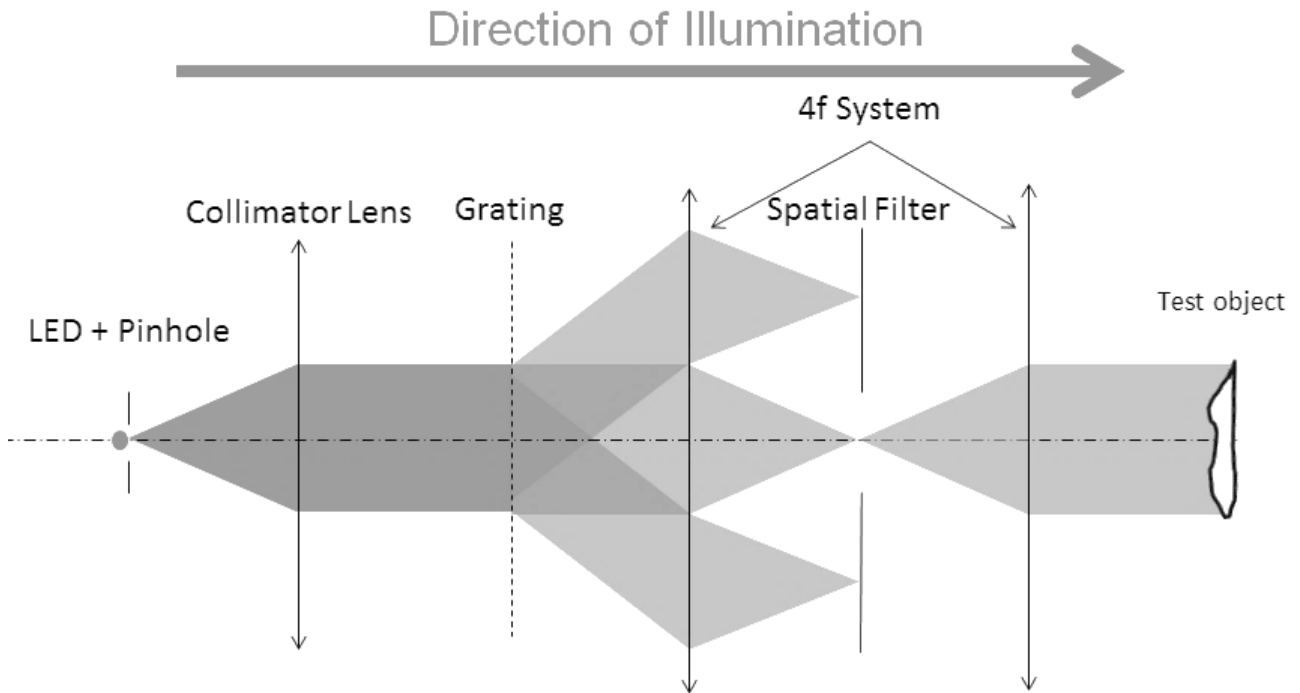 Direction of Illumination
4f System
Collimator Lens
Grating
Spatial Filter
Test object
LED + Pinhole